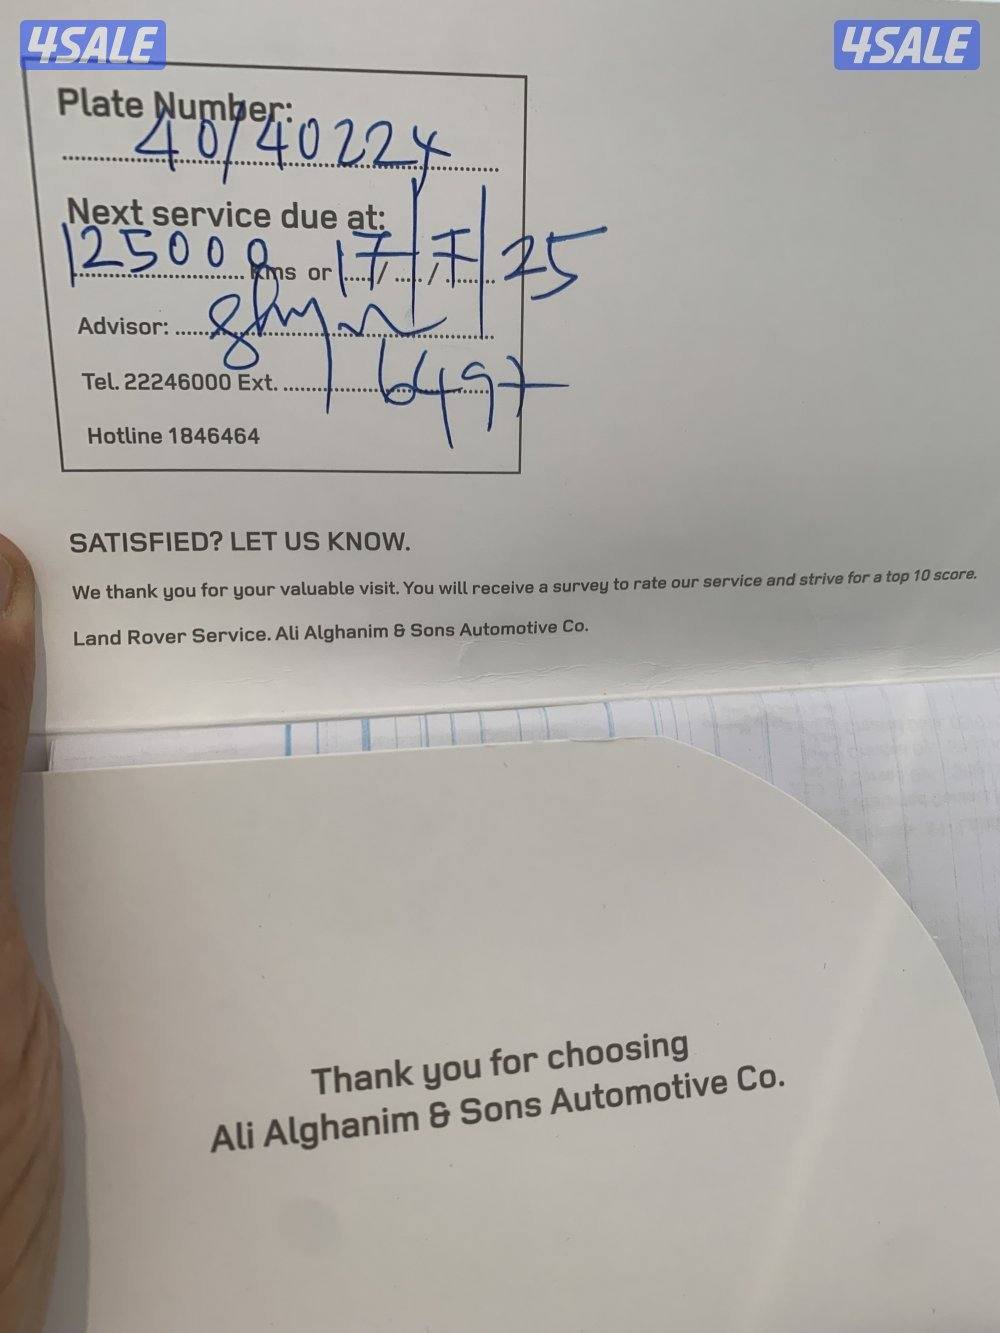 4SALE 4SALE
Plate Number:
40/40224
Next service due at:
125000 kms or 17/7/25
Advisor:
Tel. 22246000 Ext. 6497
Hotline 1846464
SATISFIED? LET US KNOW.
We thank you for your valuable visit. You will receive a survey to rate our service and strive for a top 10 score.
Land Rover Service. Ali Alghanim & Sons Automotive Co.
Thank you for choosing
Ali Alghanim & Sons Automotive Co.